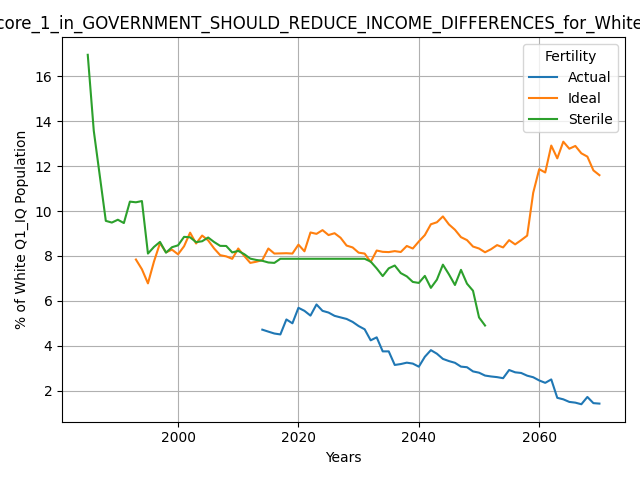 core_1_in_GOVERNMENT_SHOULD_REDUCE_INCOME_DIFFERENCES_for_White
Fertility
Actual
Ideal
Sterile
% of White Q1_IQ Population
16
14
12
10
8
6
4
2
2000 2020 2040 2060
Years